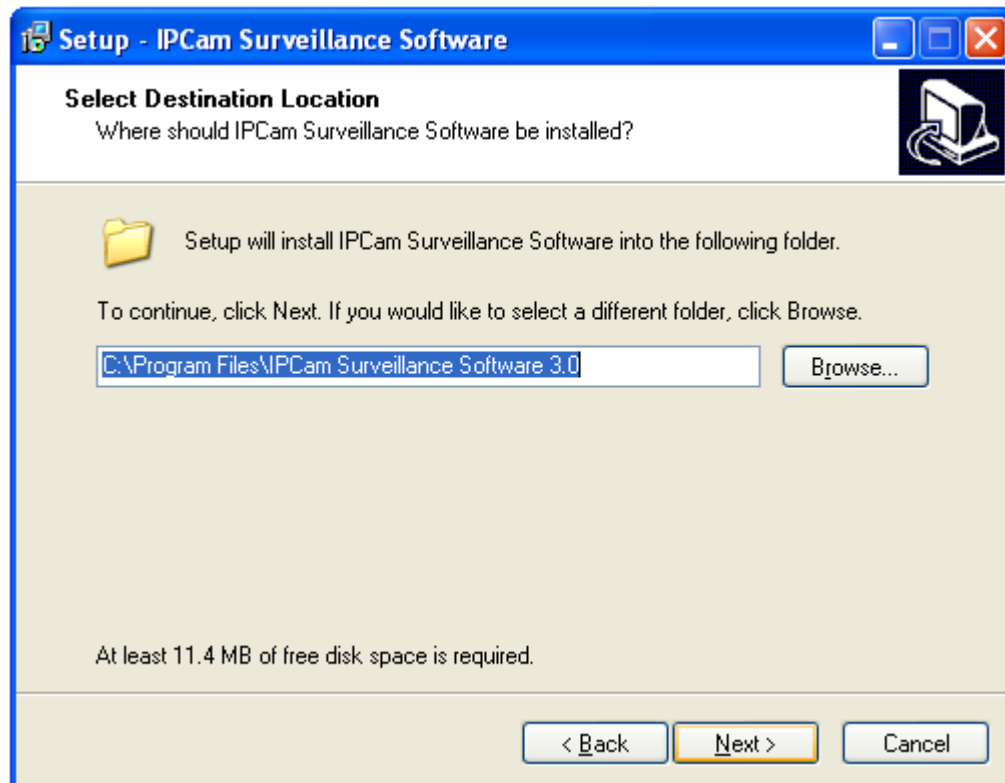 Setup - IPCam Surveillance Software
Select Destination Location
Where should IPCam Surveillance Software be installed?
Setup will install IPCam Surveillance Software into the following folder.
To continue, click Next. If you would like to select a different folder, click Browse.
C:\Program Files\IPCam Surveillance Software 3.0
Browse...
At least 11.4 MB of free disk space is required.
< Back
Next >
Cancel